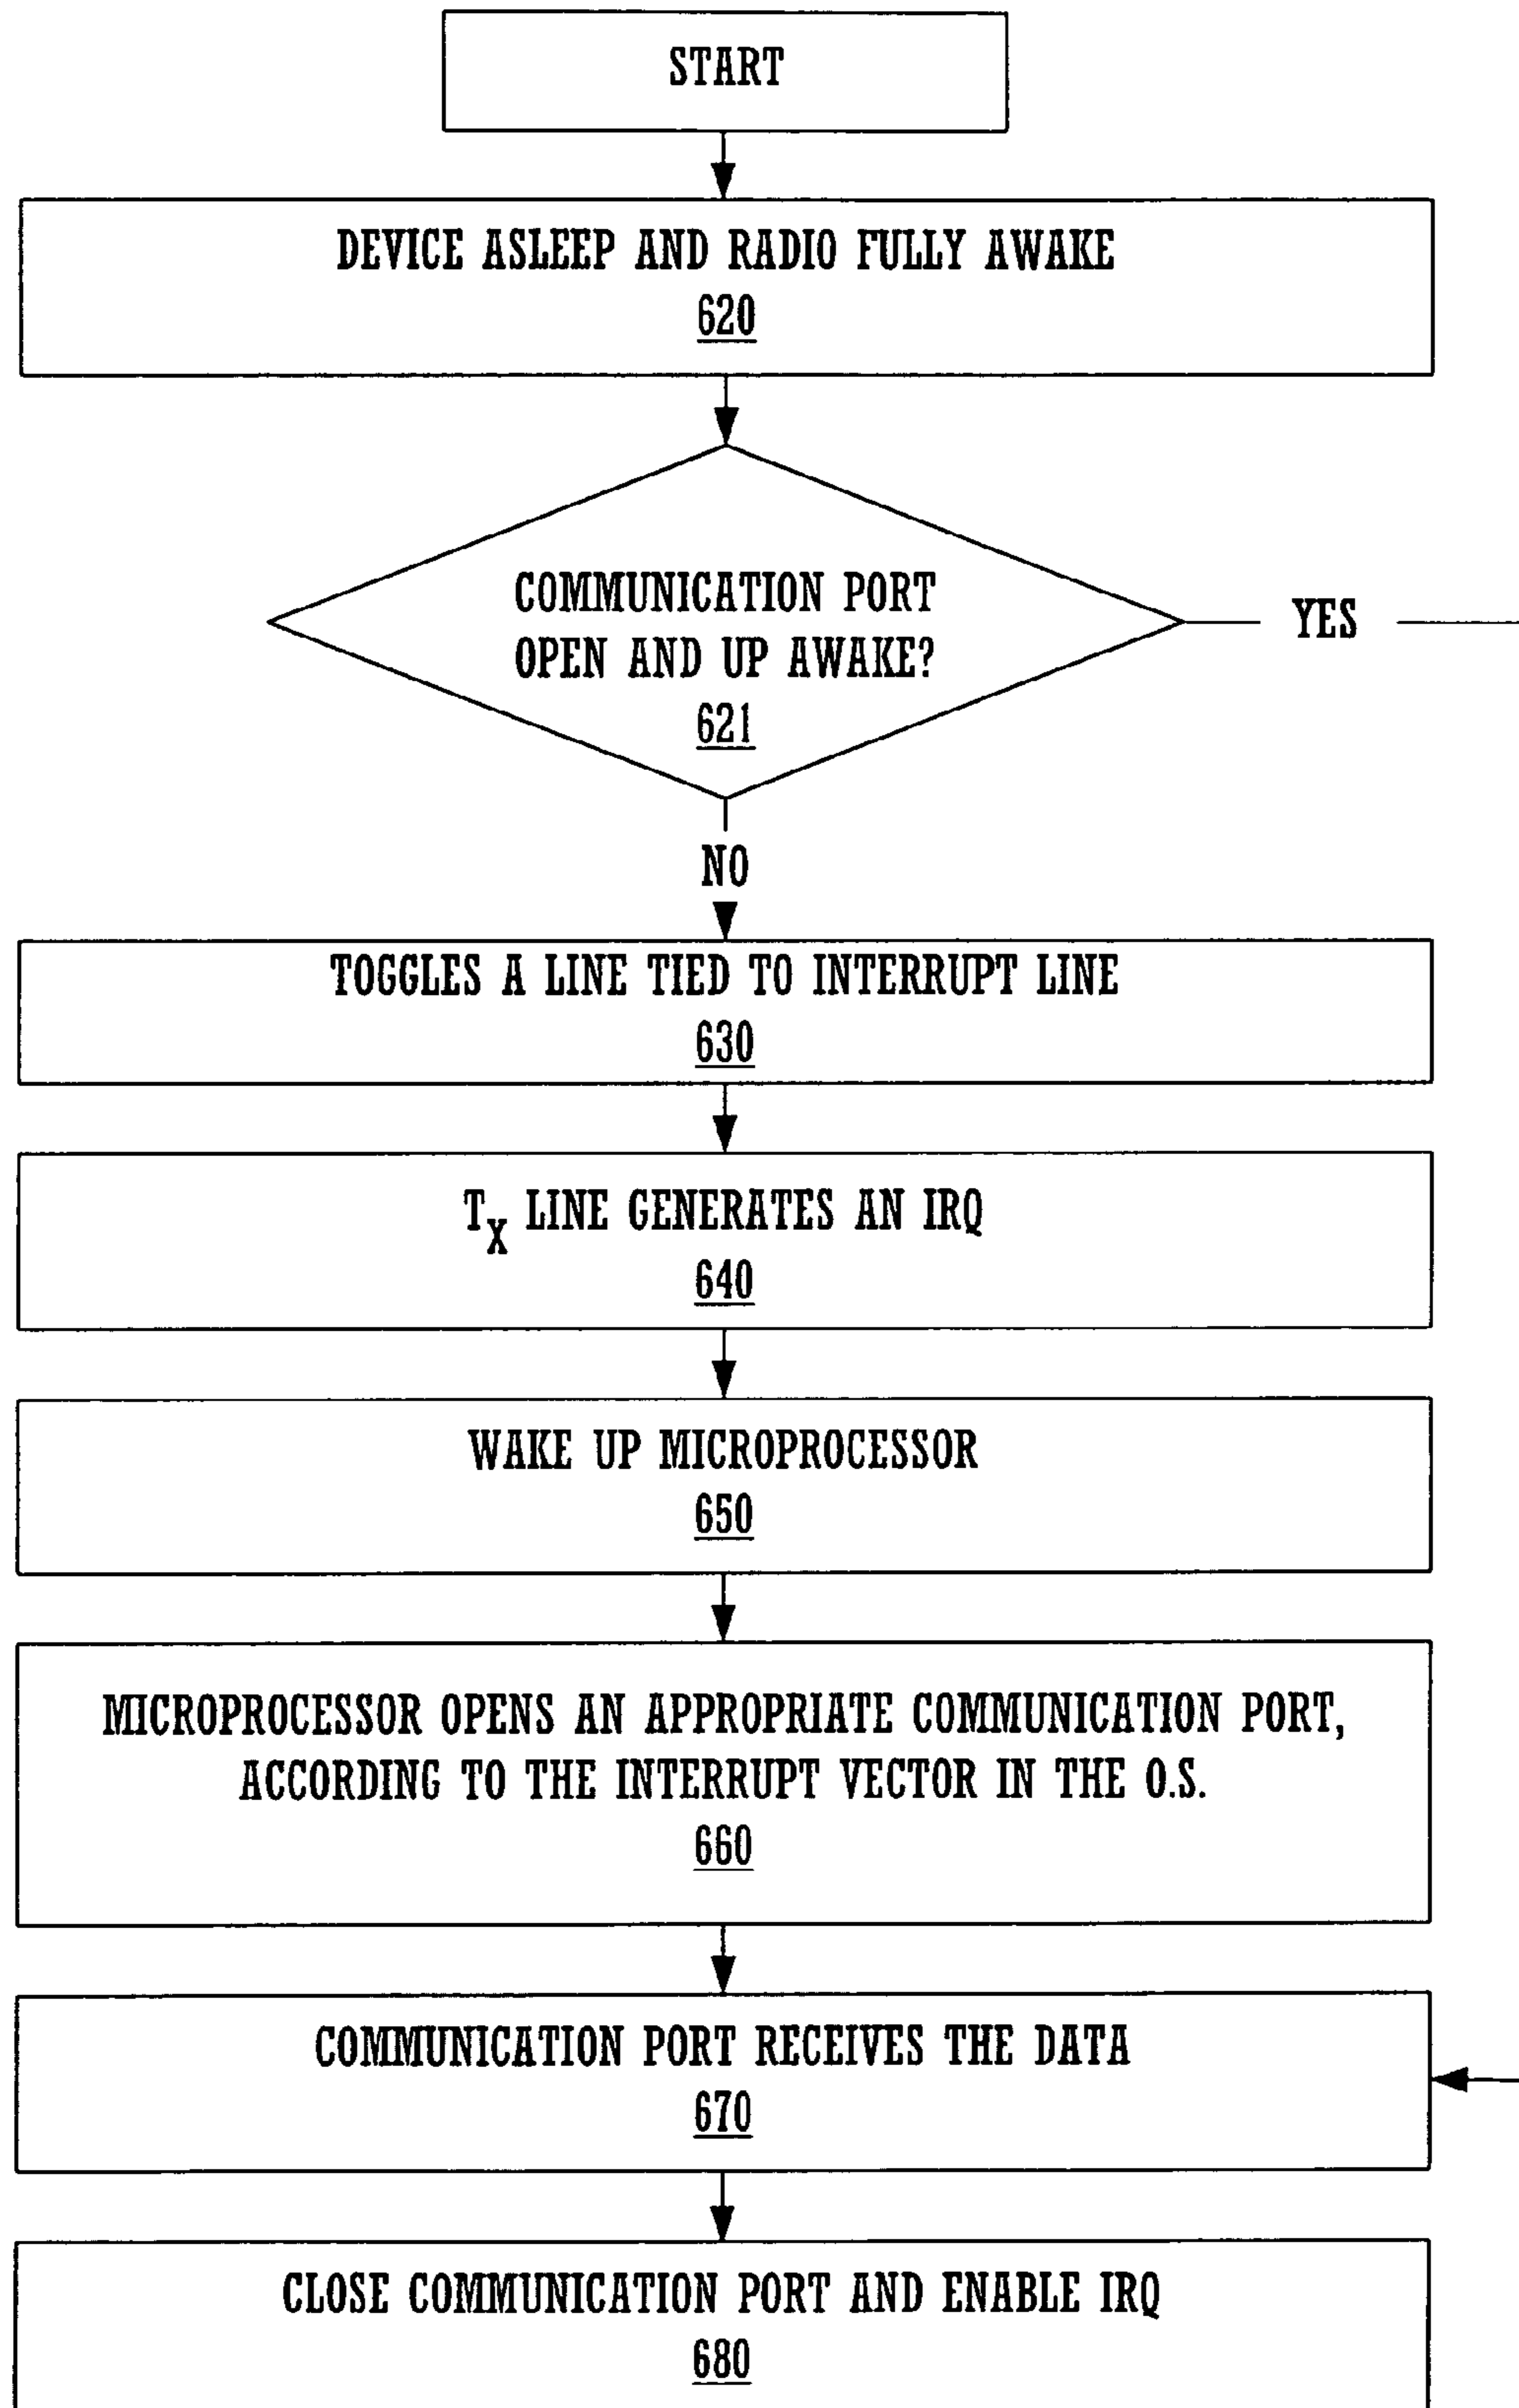 START
DEVICE ASLEEP AND RADIO FULLY AWAKE
620
COMMUNICATION PORT
OPEN AND UP AWAKE?
621
YES
NO
TOGGLES A LINE TIED TO INTERRUPT LINE
630
TX LINE GENERATES AN IRQ
640
WAKE UP MICROPROCESSOR
650
MICROPROCESSOR OPENS AN APPROPRIATE COMMUNICATION PORT,
ACCORDING TO THE INTERRUPT VECTOR IN THE O.S.
660
COMMUNICATION PORT RECEIVES THE DATA
670
CLOSE COMMUNICATION PORT AND ENABLE IRQ
680